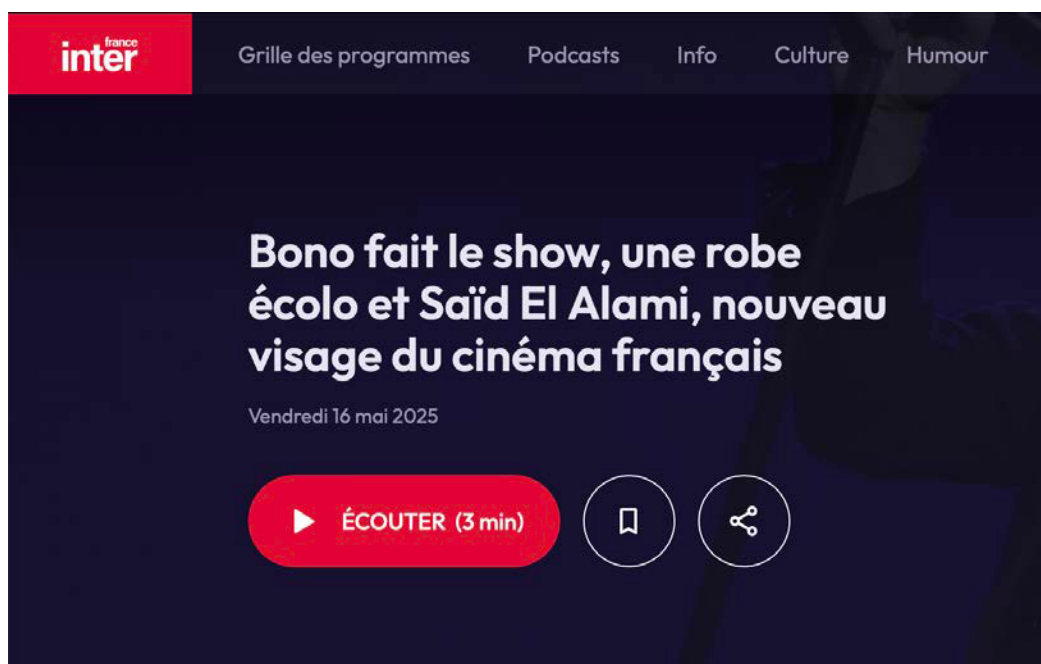 france
inter
Grille des programmes Podcasts Info Culture Humour
Bono fait le show, une robe
écolo et Saïd El Alami, nouveau
visage du cinéma français
Vendredi 16 mai 2025
ÉCOUTER (3 min)